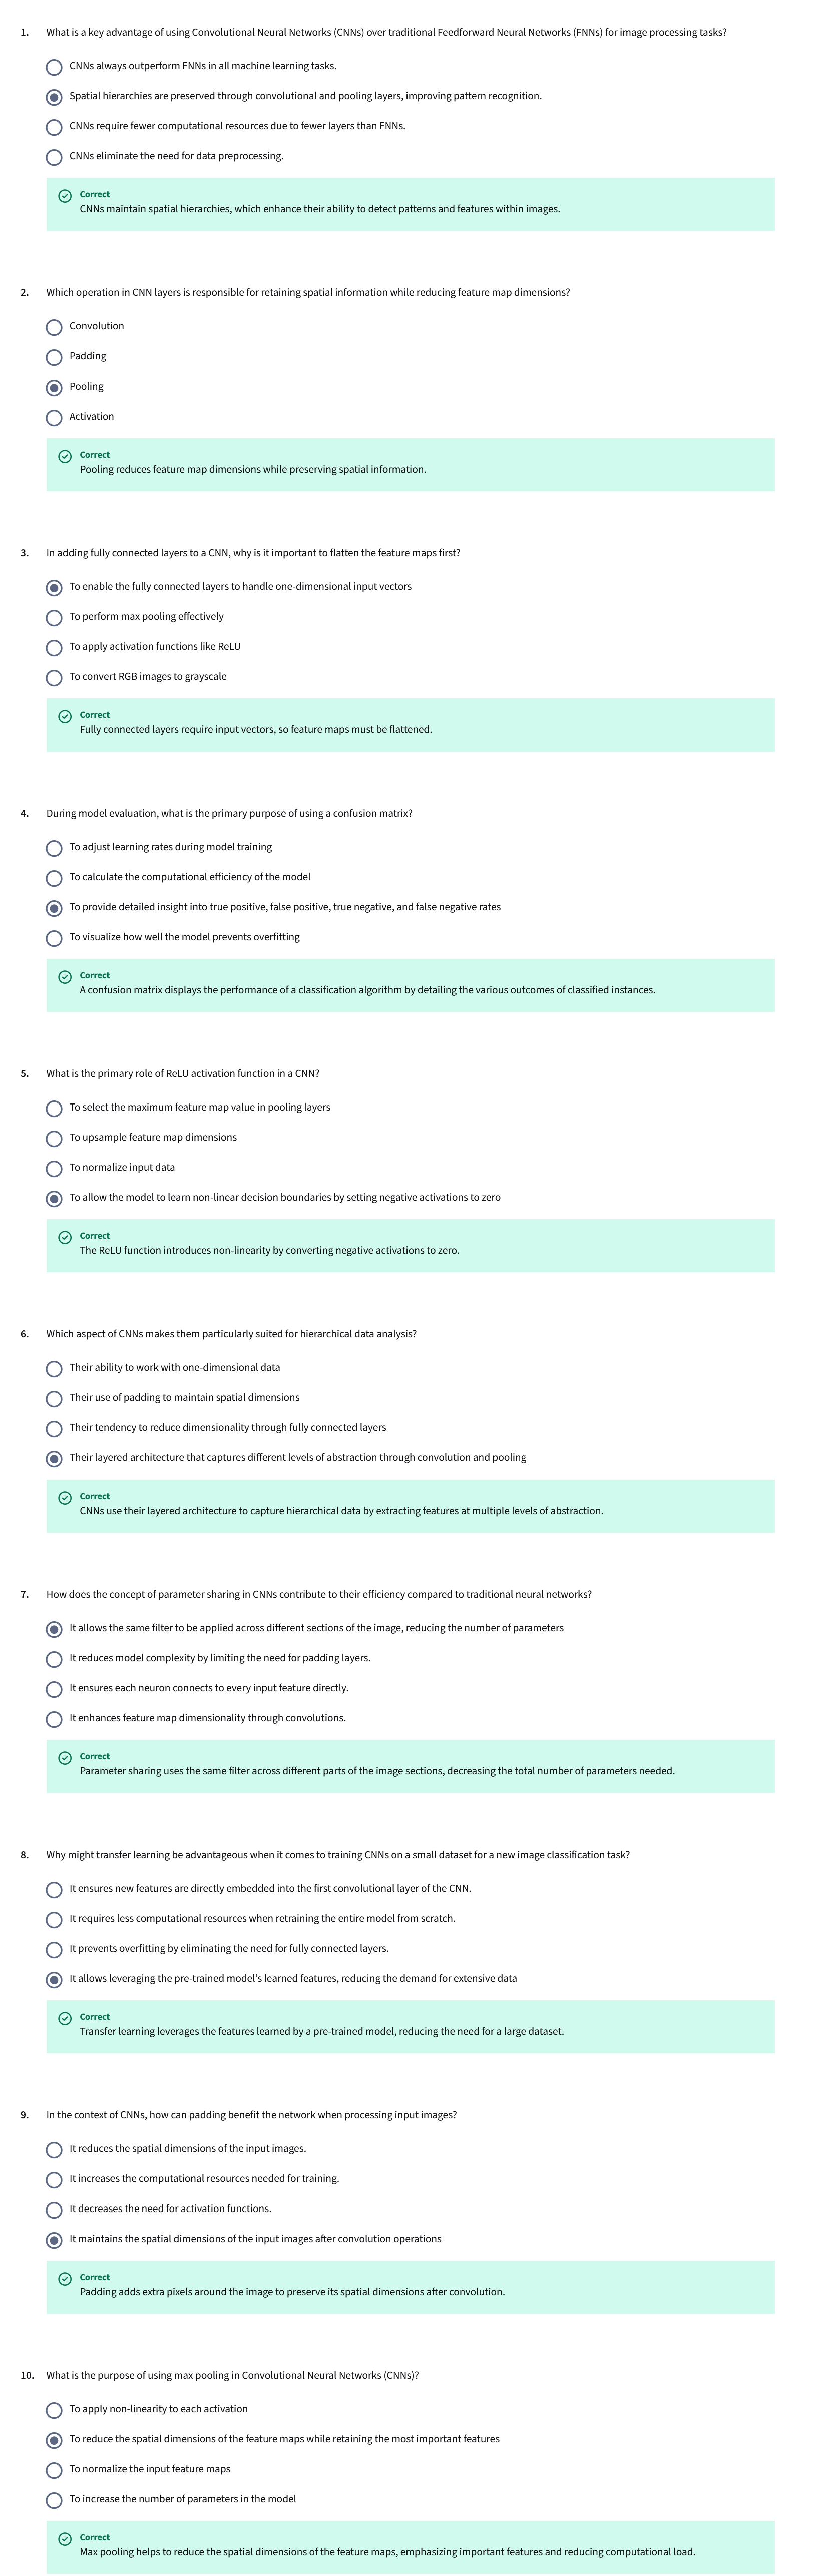 1. What is a key advantage of using Convolutional Neural Networks (CNNs) over traditional Feedforward Neural Networks (FNNs) for image processing tasks?
CNNs always outperform FNNs in all machine learning tasks.
Spatial hierarchies are preserved through convolutional and pooling layers, improving pattern recognition.
CNNs require fewer computational resources due to fewer layers than FNNs.
CNNs eliminate the need for data preprocessing.
Correct
CNNs maintain spatial hierarchies, which enhance their ability to detect patterns and features within images.
2. Which operation in CNN layers is responsible for retaining spatial information while reducing feature map dimensions?
Convolution
Padding
Pooling
Activation
Correct
Pooling reduces feature map dimensions while preserving spatial information.
3. In adding fully connected layers to a CNN, why is it important to flatten the feature maps first?
To enable the fully connected layers to handle one-dimensional input vectors
To perform max pooling effectively
To apply activation functions like ReLU
To convert RGB images to grayscale
Correct
Fully connected layers require input vectors, so feature maps must be flattened.
4. During model evaluation, what is the primary purpose of using a confusion matrix?
To adjust learning rates during model training
To calculate the computational efficiency of the model
To provide detailed insight into true positive, false positive, true negative, and false negative rates
To visualize how well the model prevents overfitting
Correct
A confusion matrix displays the performance of a classification algorithm by detailing the various outcomes of classified instances.
5. What is the primary role of ReLU activation function in a CNN?
To select the maximum feature map value in pooling layers
To upsample feature map dimensions
To normalize input data
To allow the model to learn non-linear decision boundaries by setting negative activations to zero
Correct
The ReLU function introduces non-linearity by converting negative activations to zero.
6. Which aspect of CNNs makes them particularly suited for hierarchical data analysis?
Their ability to work with one-dimensional data
Their use of padding to maintain spatial dimensions
Their tendency to reduce dimensionality through fully connected layers
Their layered architecture that captures different levels of abstraction through convolution and pooling
Correct
CNNs use their layered architecture to capture hierarchical data by extracting features at multiple levels of abstraction.
7. How does the concept of parameter sharing in CNNs contribute to their efficiency compared to traditional neural networks?
It allows the same filter to be applied across different sections of the image, reducing the number of parameters
It reduces model complexity by limiting the need for padding layers.
It ensures each neuron connects to every input feature directly.
It enhances feature map dimensionality through convolutions.
Correct
Parameter sharing uses the same filter across different parts of the image sections, decreasing the total number of parameters needed.
8. Why might transfer learning be advantageous when it comes to training CNNs on a small dataset for a new image classification task?
It ensures new features are directly embedded into the first convolutional layer of the CNN.
It requires less computational resources when retraining the entire model from scratch.
It prevents overfitting by eliminating the need for fully connected layers.
It allows leveraging the pre-trained model’s learned features, reducing the demand for extensive data
Correct
Transfer learning leverages the features learned by a pre-trained model, reducing the need for a large dataset.
9. In the context of CNNs, how can padding benefit the network when processing input images?
It reduces the spatial dimensions of the input images.
It increases the computational resources needed for training.
It decreases the need for activation functions.
It maintains the spatial dimensions of the input images after convolution operations
Correct
Padding adds extra pixels around the image to preserve its spatial dimensions after convolution.
10. What is the purpose of using max pooling in Convolutional Neural Networks (CNNs)?
To apply non-linearity to each activation
To reduce the spatial dimensions of the feature maps while retaining the most important features
To normalize the input feature maps
To increase the number of parameters in the model
Correct
Max pooling helps to reduce the spatial dimensions of the feature maps, emphasizing important features and reducing computational load.